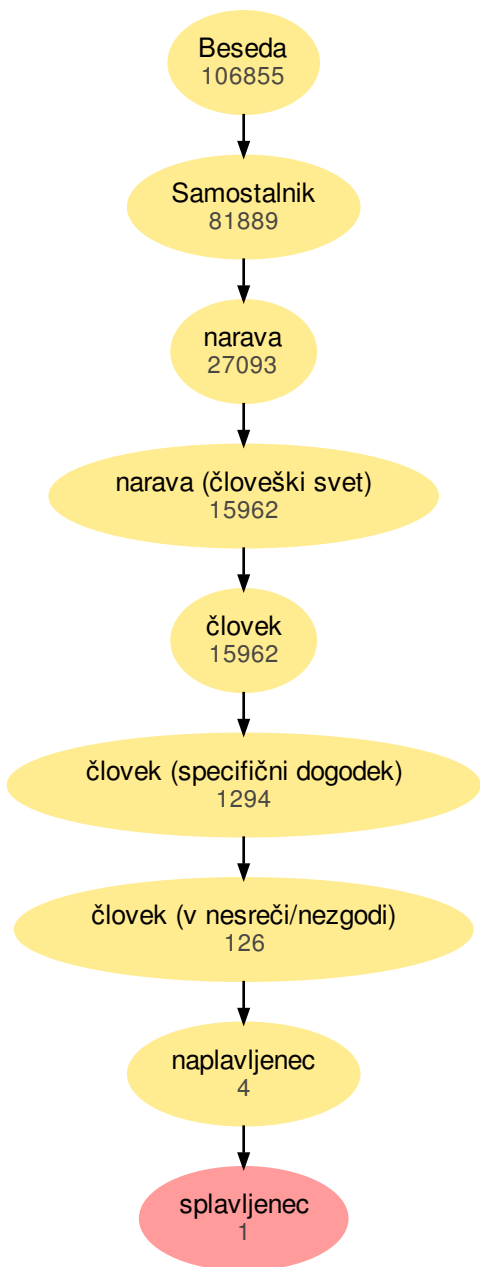 Beseda
106855
Samostalnik
81889
narava
27093
narava (človeški svet)
15962
človek
15962
človek (specifični dogodek)
1294
človek (v nesreči/nezgodi)
126
naplavljenec
4
splavljenec
1